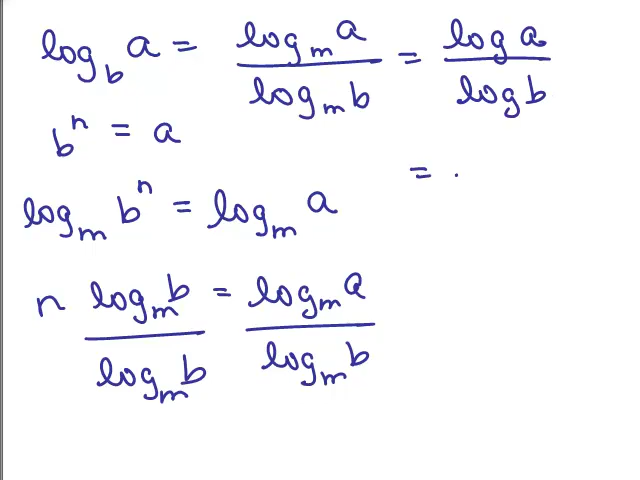 log_b a = log_m a / log_m b = log a / log b
b^n = a
= .
log_m b^n = log_m a
n log_m b / log_m b = log_m a / log_m b